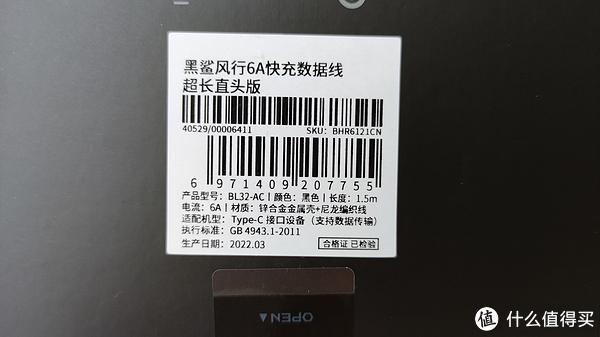 黑鲨风行6A快充数据线
超长直头版
40529/00006411 SKU: BHR6121CN
6 971409 207755
产品型号: BL32-AC | 颜色: 黑色 | 长度: 1.5m
电流: 6A | 材质: 锌合金金属壳+尼龙编织线
适配机型: Type-C 接口设备 (支持数据传输)
执行标准: GB 4943.1-2011
生产日期: 2022.03 合格证 已检验
OPEN
值 什么值得买